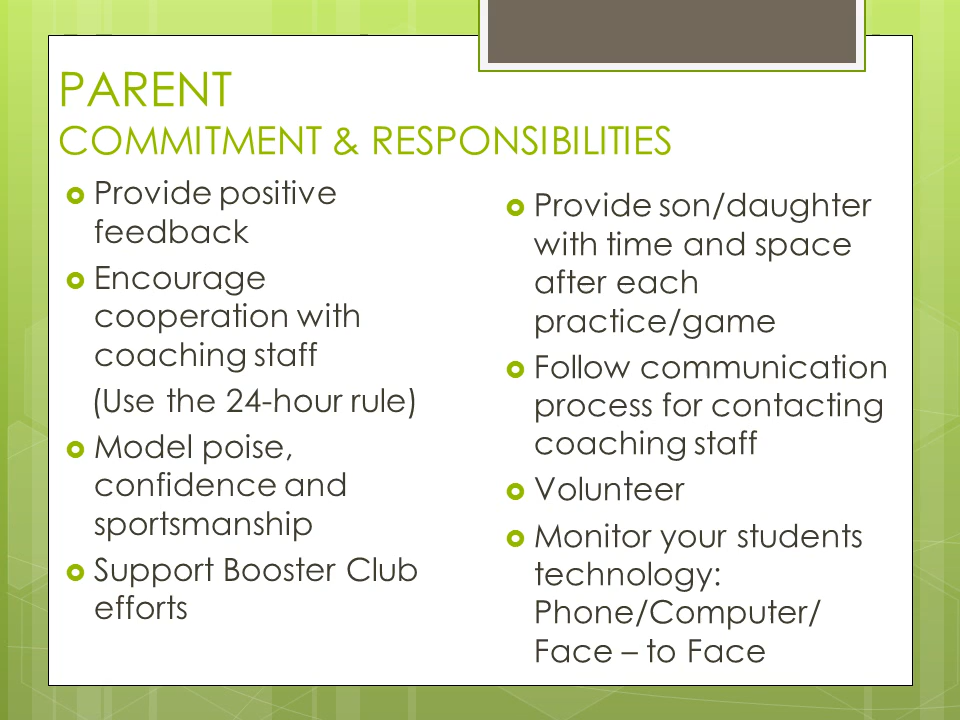 PARENT
COMMITMENT & RESPONSIBILITIES
Provide positive
feedback
Encourage
cooperation with
coaching staff
(Use the 24-hour rule)
Model poise,
confidence and
sportsmanship
Support Booster Club
efforts
Provide son/daughter
with time and space
after each
practice/game
Follow communication
process for contacting
coaching staff
Volunteer
Monitor your students
technology:
Phone/Computer/
Face – to Face